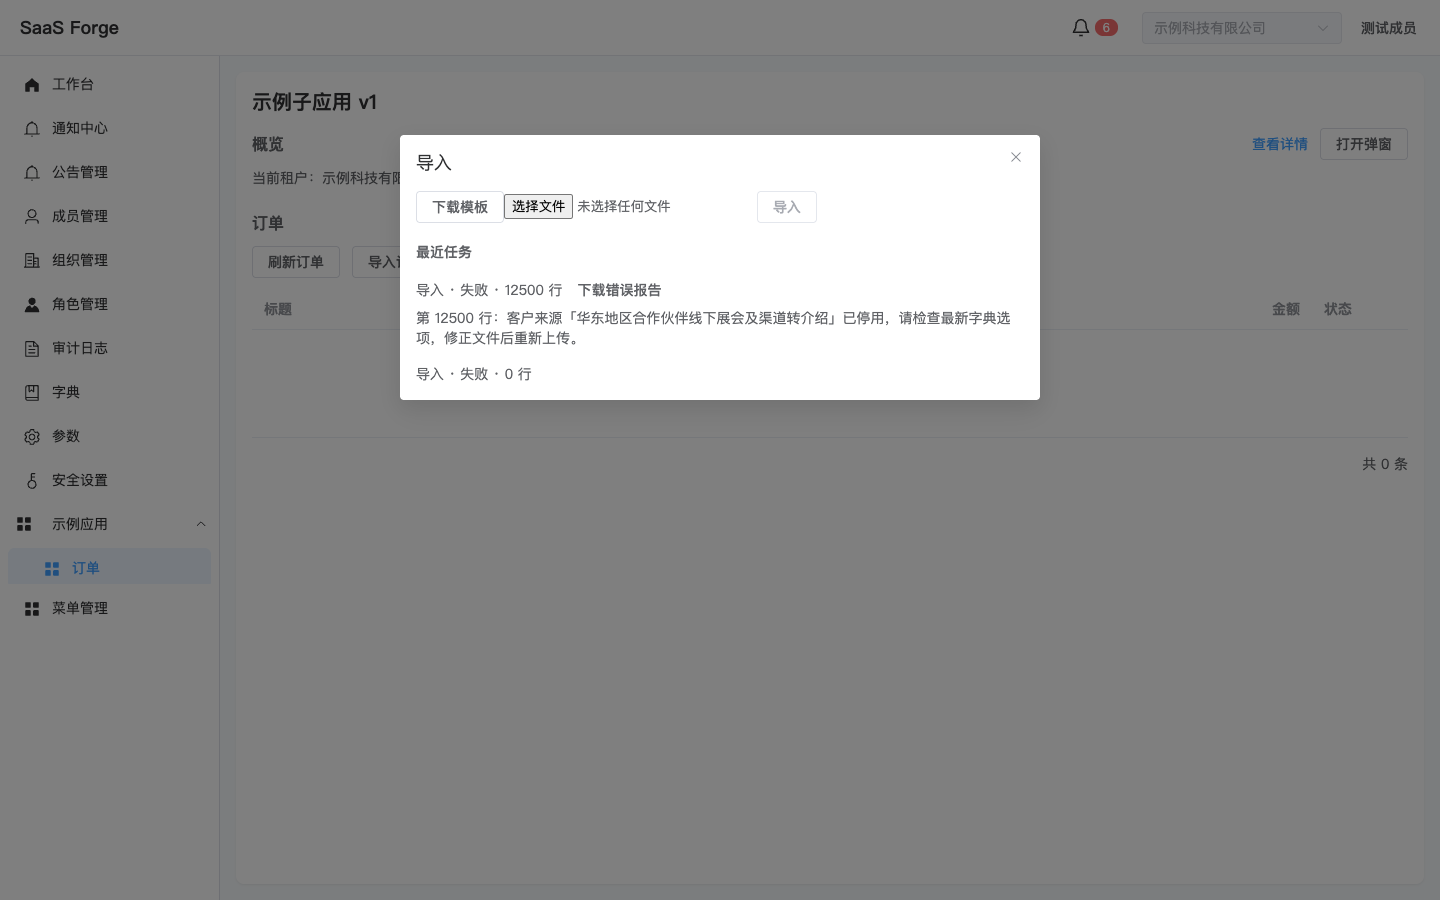 SaaS Forge
6
示例科技有限公司
测试成员
工作台
通知中心
公告管理
成员管理
组织管理
角色管理
审计日志
字典
参数
安全设置
示例应用
订单
菜单管理
示例子应用 v1
概览
查看详情
打开弹窗
当前租户：示例科技有限
订单
刷新订单
导入
标题
金额
状态
共 0 条
导入
下载模板
选择文件 未选择任何文件
导入
最近任务
导入 · 失败 · 12500 行 下载错误报告
第 12500 行：客户来源「华东地区合作伙伴线下展会及渠道转介绍」已停用，请检查最新字典选
项，修正文件后重新上传。
导入 · 失败 · 0 行